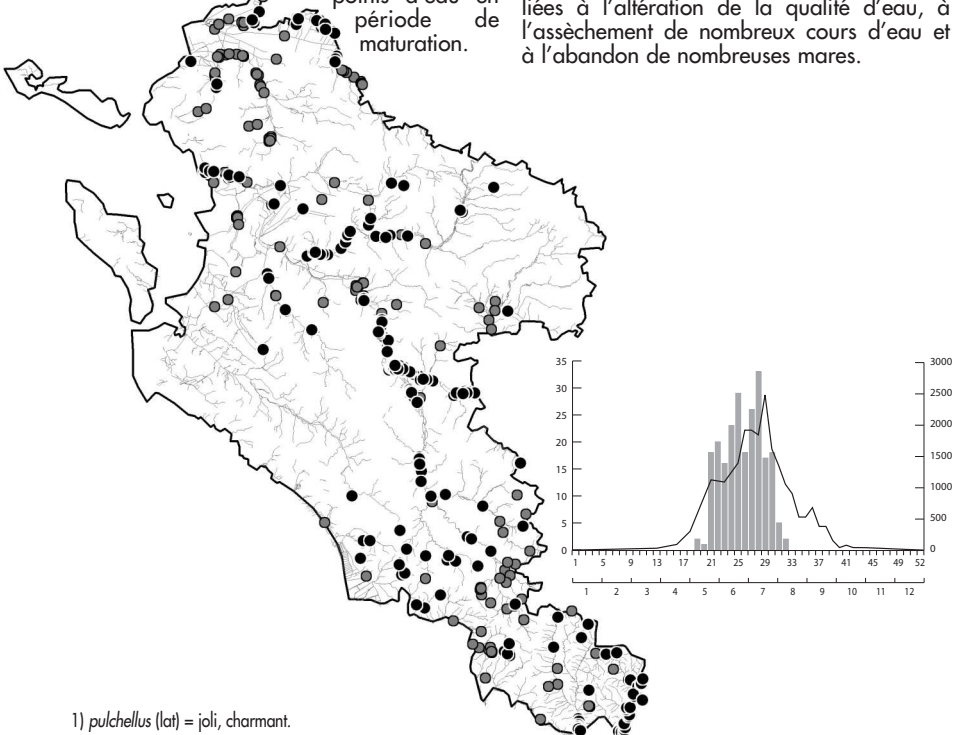 points d'eau en
période de
maturation.
liées à l'altération de la qualité d'eau, à
l'assèchement de nombreux cours d'eau et
à l'abandon de nombreuses mares.
35
30
25
20
15
10
5
0
3000
2500
2000
1500
1000
500
0
1 5 9 13 17 21 25 29 33 37 41 45 49 52
1 2 3 4 5 6 7 8 9 10 11 12
1) pulchellus (lat) = joli, charmant.